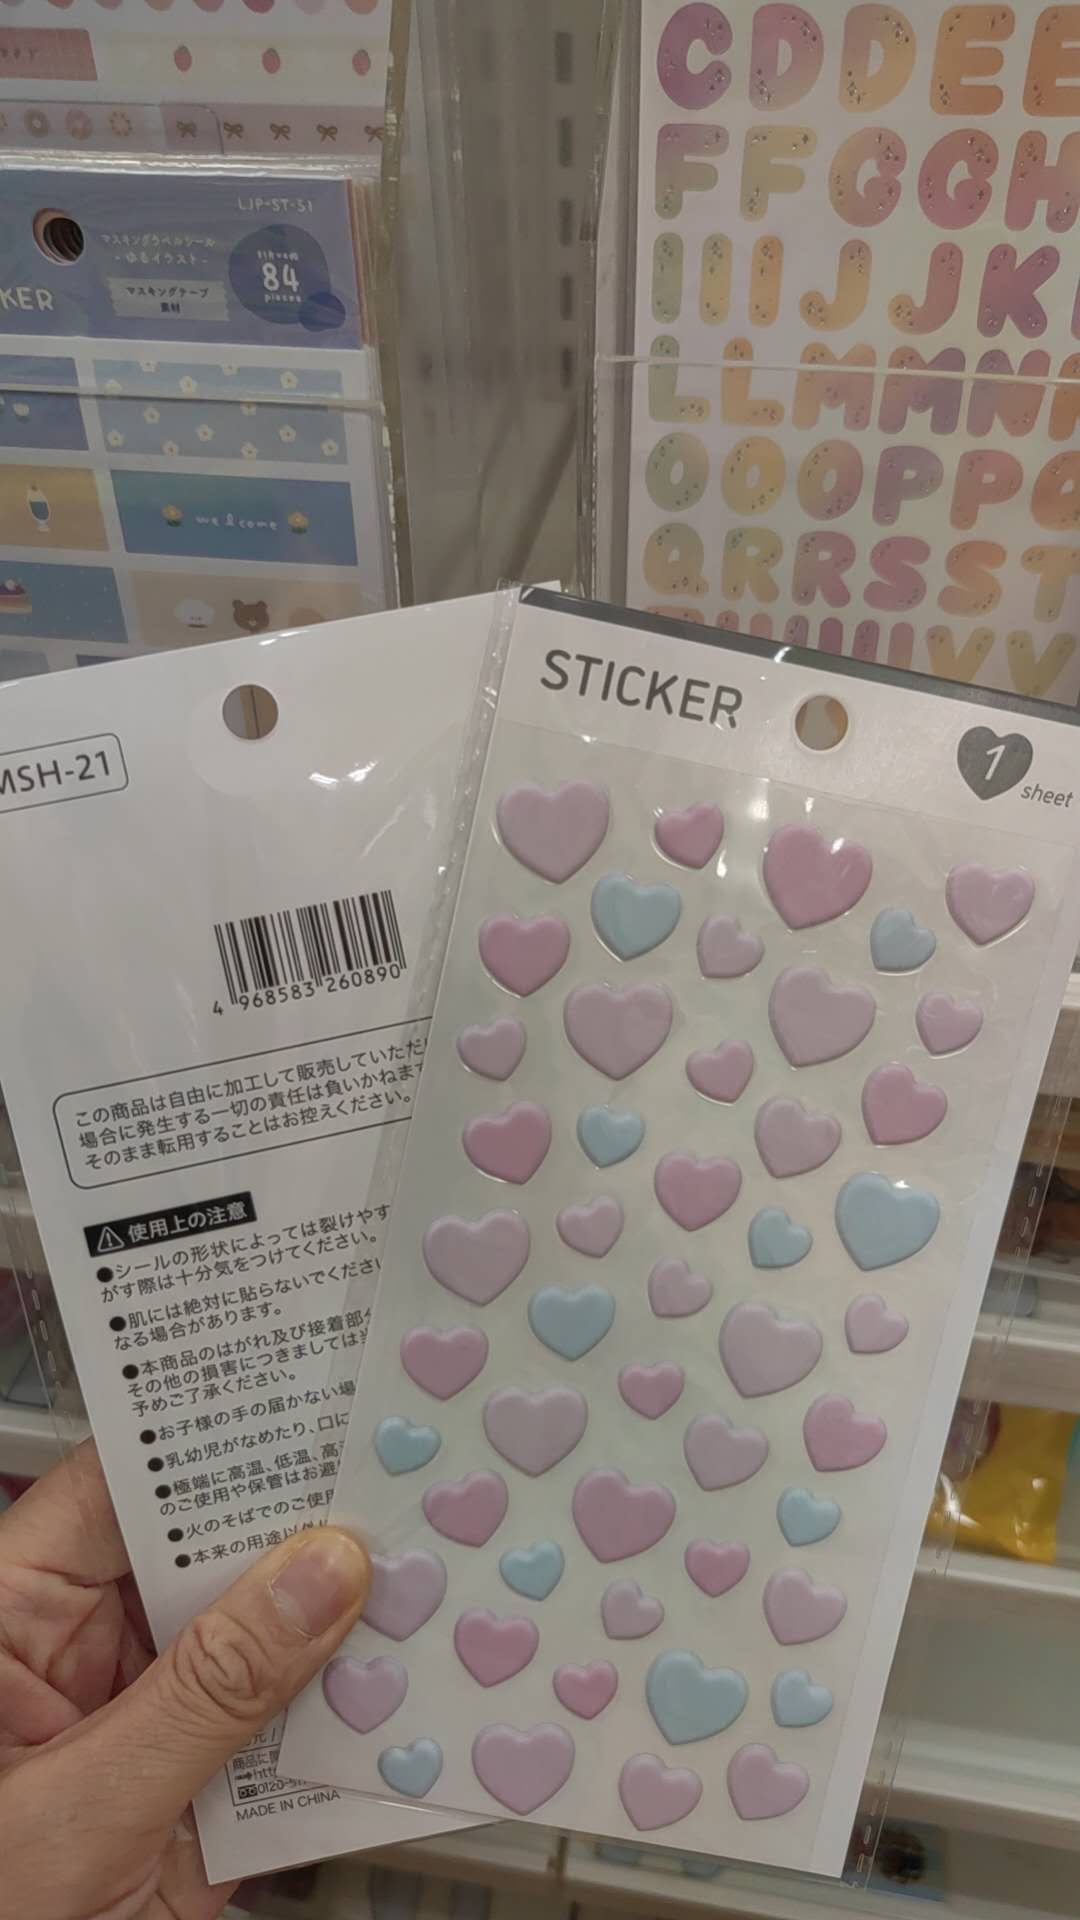 LJP-ST-51
マスキングラベルシール
-ゆるイラスト-
マスキングテープ
素材
84
pieces
KER
welcome
C D D E E E
F F G G H
I I I J J K
L L M M N
O O O P P
Q R R S S T
V V
STICKER
1
sheet
MSH-21
4 968583 260890
この商品は自由に加工して販売していただ
場合に発生する一切の責任は負いかねま
そのまま転用することはお控えください。
使用上の注意
●シールの形状によっては裂けやす
がす際は十分気をつけてください。
●肌には絶対に貼らないでくださ
なる場合があります。
●本商品のはがれ及び接着部
その他の損害につきましては
予めご了承ください。
●お子様の手の届かない場
●乳幼児がなめたり、口に
●極端に高温、低温、高
のご使用や保管はお避
●火のそばでのご使用
●本来の用途以外
商品に
0120-51
MADE IN CHINA